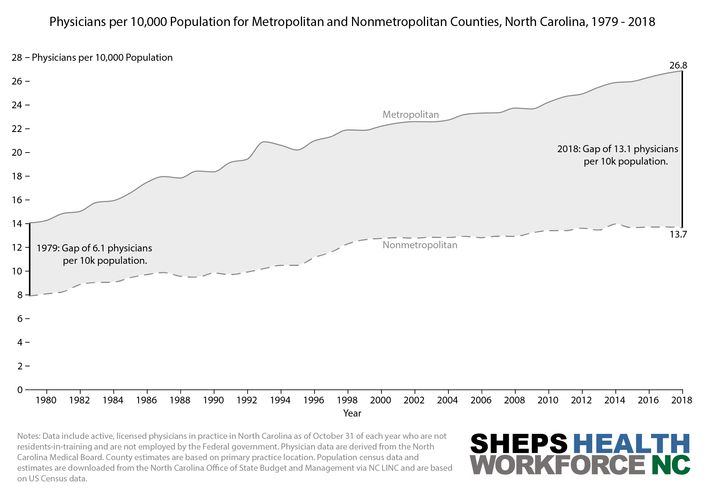 Physicians per 10,000 Population for Metropolitan and Nonmetropolitan Counties, North Carolina, 1979 - 2018
28
Physicians per 10,000 Population
26.8
26
24
Metropolitan
22
20
2018: Gap of 13.1 physicians
per 10k population.
18
16
14
13.7
12
1979: Gap of 6.1 physicians
per 10k population.
Nonmetropolitan
10
8
6
4
2
0
1980 1982 1984 1986 1988 1990 1992 1994 1996 1998 2000 2002 2004 2006 2008 2010 2012 2014 2016 2018
Year
Notes: Data include active, licensed physicians in practice in North Carolina as of October 31 of each year who are not
residents-in-training and are not employed by the Federal government. Physician data are derived from the North
Carolina Medical Board. County estimates are based on primary practice location. Population census data and
estimates are downloaded from the North Carolina Office of State Budget and Management via NC LINC and are based
on US Census data.
SHEPS HEALTH
WORKFORCE NC